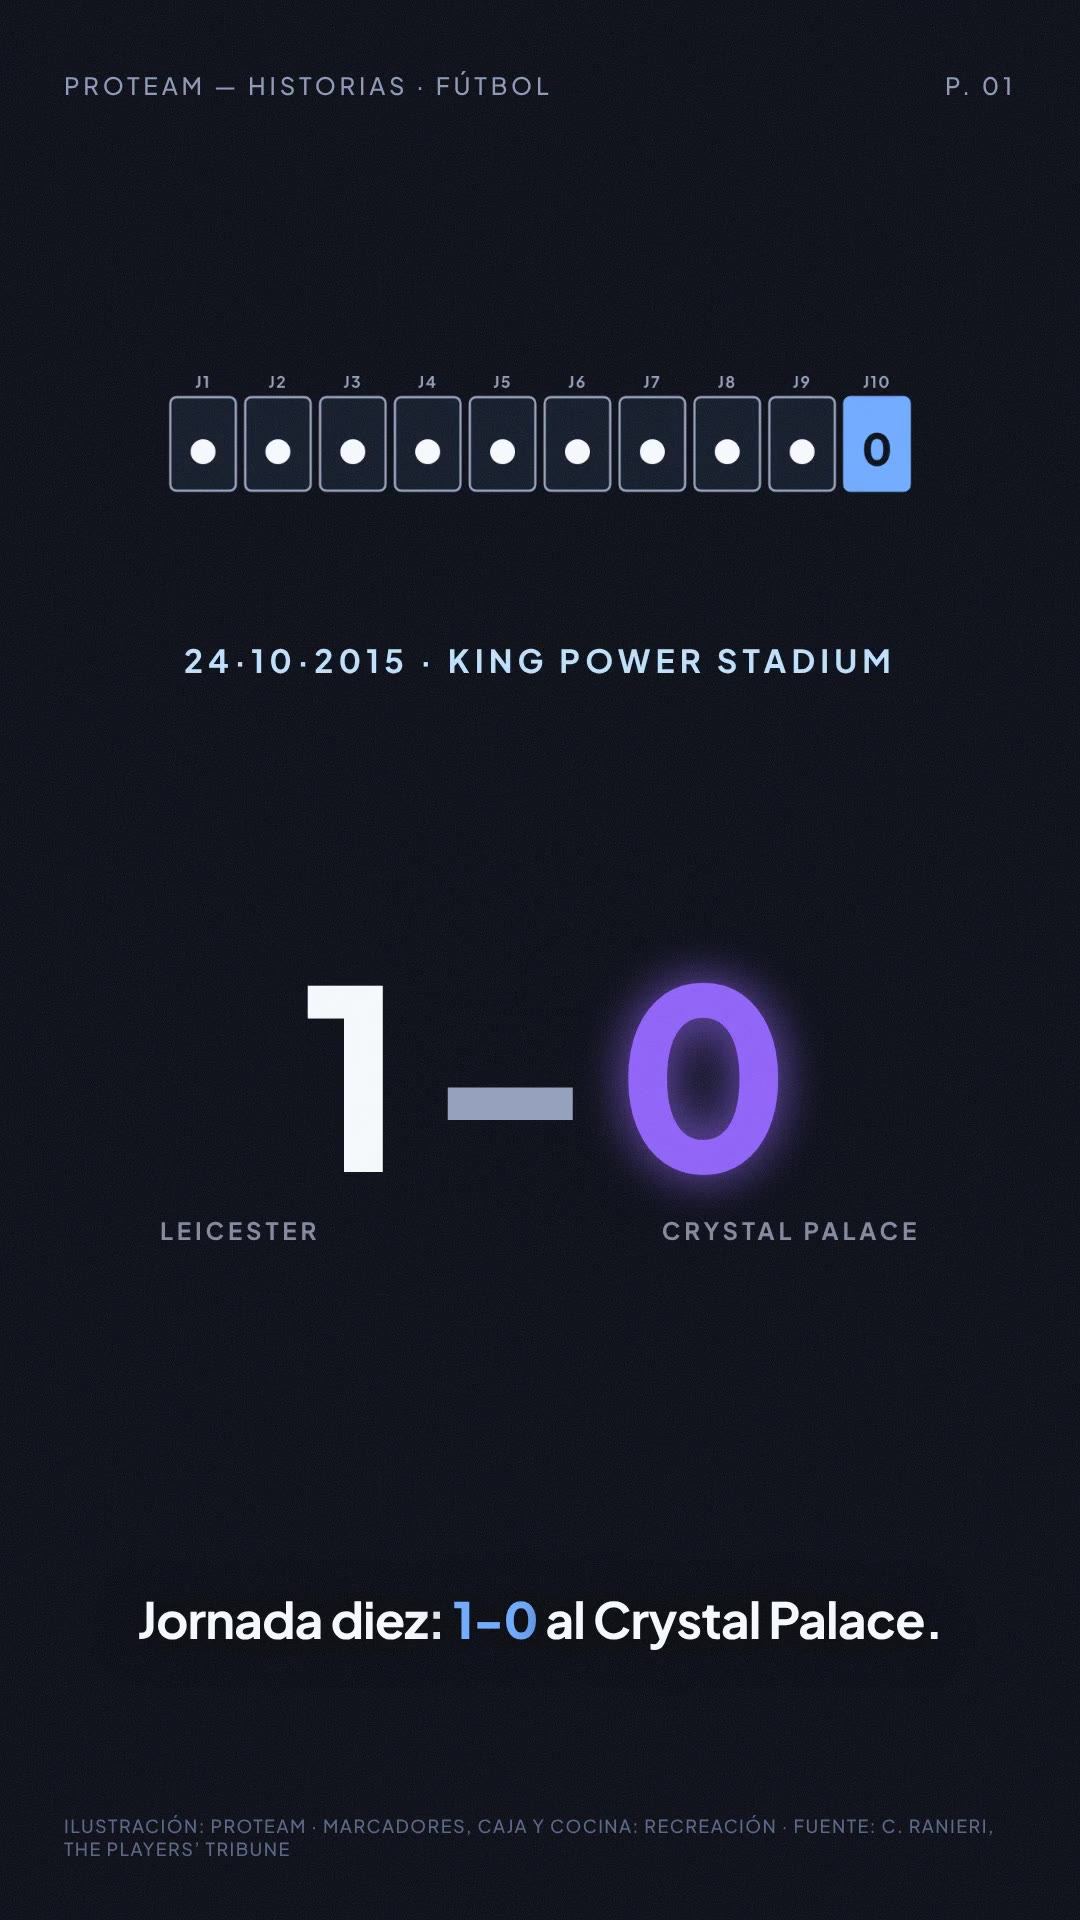 PROTEAM — HISTORIAS · FÚTBOL P. 01
J1 J2 J3 J4 J5 J6 J7 J8 J9 J10
0
24·10·2015 · KING POWER STADIUM
1–0
LEICESTER CRYSTAL PALACE
Jornada diez: 1–0 al Crystal Palace.
ILUSTRACIÓN: PROTEAM · MARCADORES, CAJA Y COCINA: RECREACIÓN · FUENTE: C. RANIERI,
THE PLAYERS’ TRIBUNE